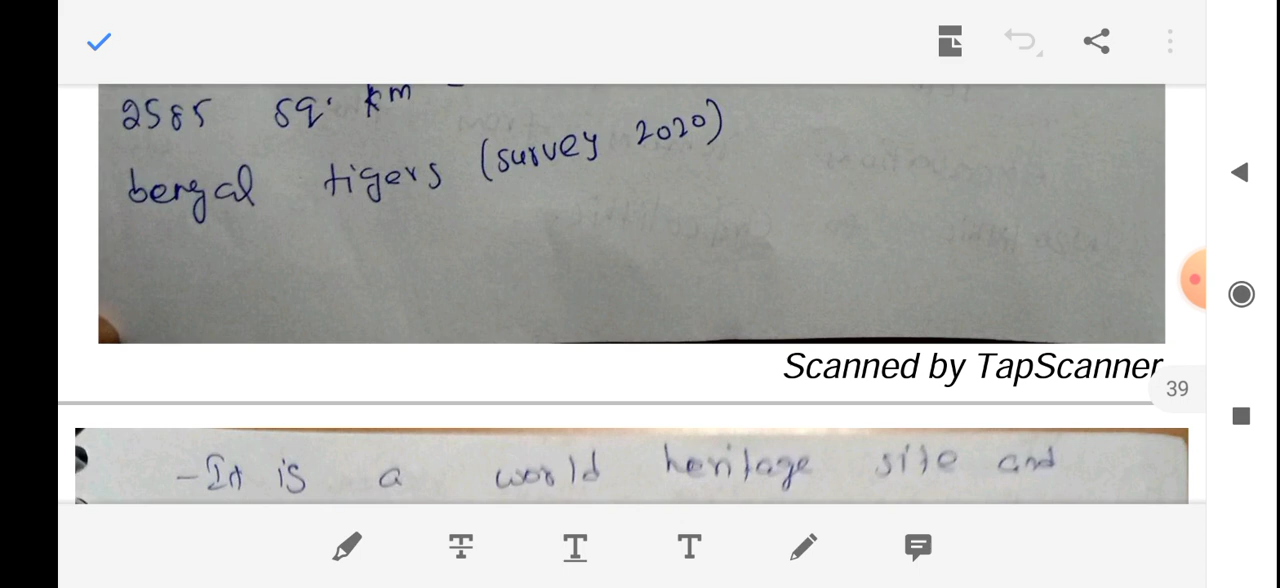 2585 sq. km
bengal tigers (survey 2020)
Scanned by TapScanner
39
-It is a world heritage site and